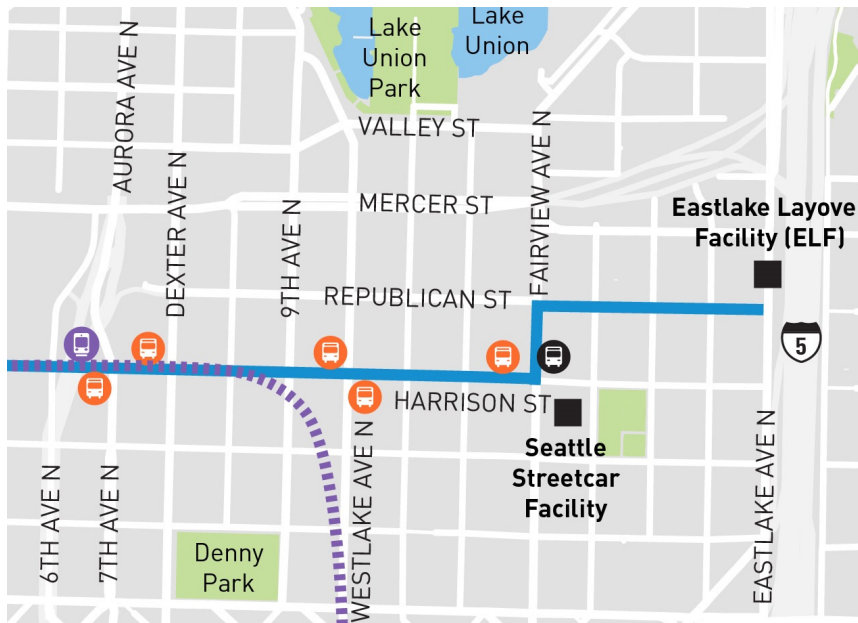 Lake
Union
Park
Lake
Union
AURORA AVE N
VALLEY ST
FAIRVIEW AVE N
DEXTER AVE N
MERCER ST
9TH AVE N
Eastlake Layove
Facility (ELF)
REPUBLICAN ST
5
HARRISON ST
Seattle
Streetcar
Facility
6TH AVE N
7TH AVE N
WESTLAKE AVE N
EASTLAKE AVE N
Denny
Park